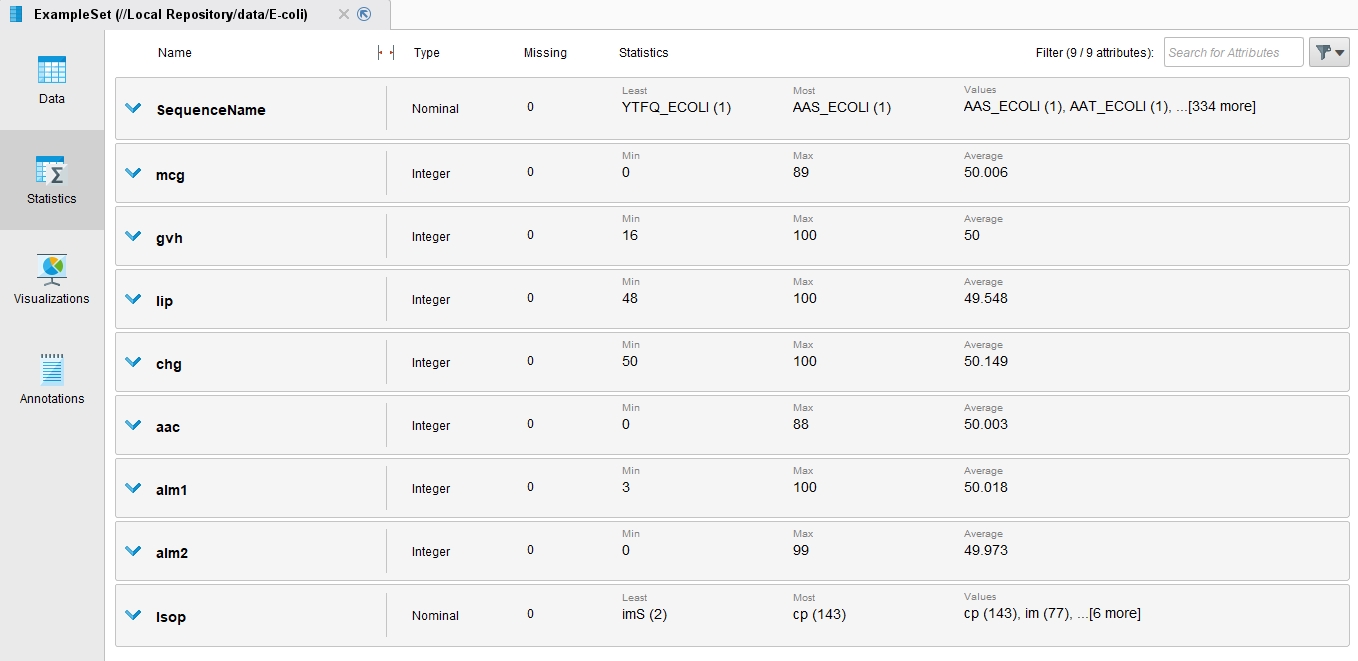 ExampleSet (//Local Repository/data/E-coli)
Data
Statistics
Visualizations
Annotations
Name Type Missing Statistics Filter (9 / 9 attributes): Search for Attributes
Least Most Values
SequenceName Nominal 0 YTFQ_ECOLI (1) AAS_ECOLI (1) AAS_ECOLI (1), AAT_ECOLI (1), ...[334 more]
Min Max Average
mcg Integer 0 0 89 50.006
Min Max Average
gvh Integer 0 16 100 50
Min Max Average
lip Integer 0 48 100 49.548
Min Max Average
chg Integer 0 50 100 50.149
Min Max Average
aac Integer 0 0 88 50.003
Min Max Average
alm1 Integer 0 3 100 50.018
Min Max Average
alm2 Integer 0 0 99 49.973
Least Most Values
lsop Nominal 0 imS (2) cp (143) cp (143), im (77), ...[6 more]